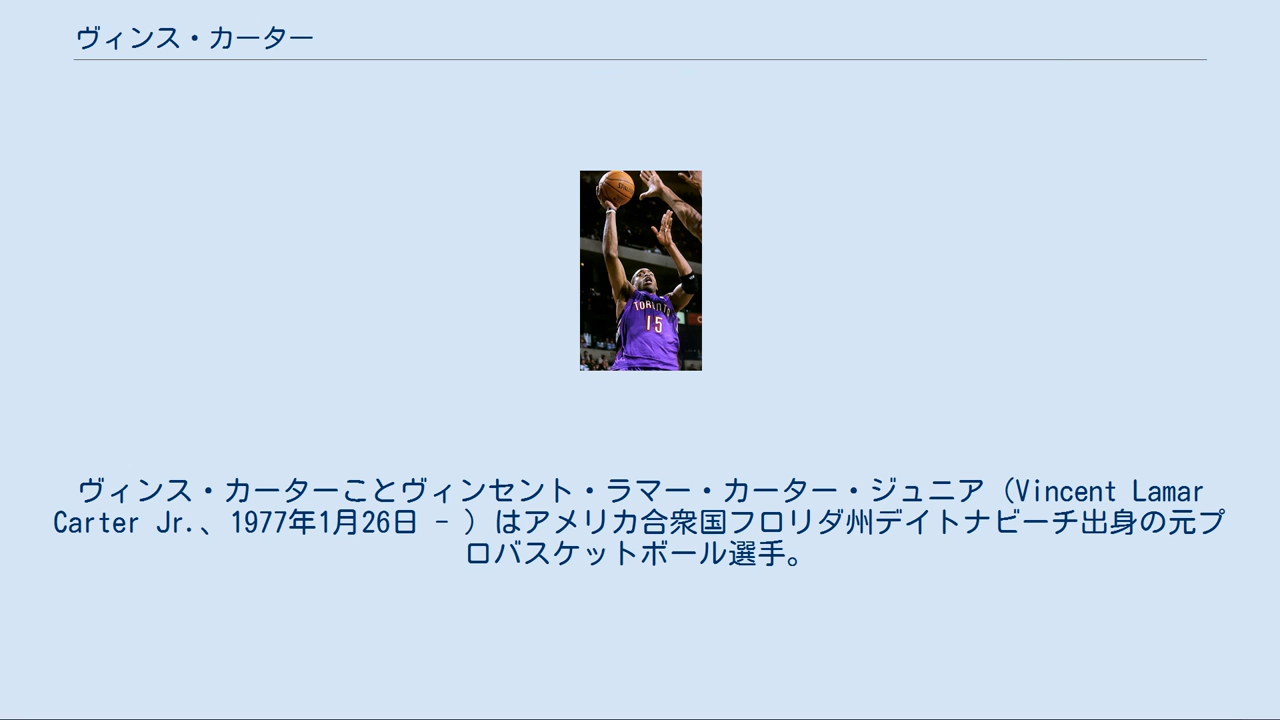 ヴィンス・カーター
TORONTO
15
ヴィンス・カーターことヴィンセント・ラマー・カーター・ジュニア（Vincent Lamar
Carter Jr.、1977年1月26日 - ）はアメリカ合衆国フロリダ州デイトナビーチ出身の元プ
ロバスケットボール選手。